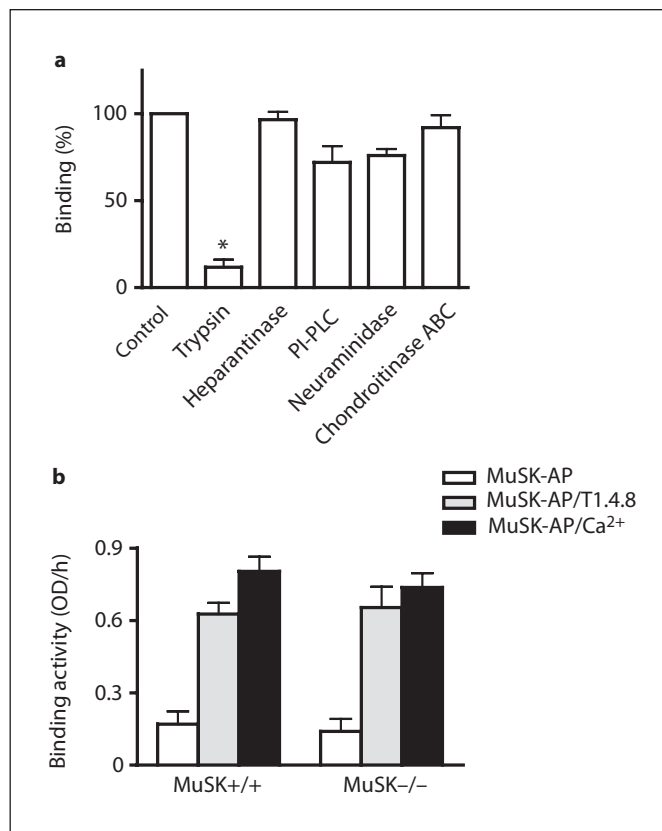 a
Binding (%)
100
50
0
*
Control
Trypsin
Heparantinase
PI-PLC
Neuraminidase
Chondroitinase ABC
b
MuSK-AP
MuSK-AP/T1.4.8
MuSK-AP/Ca²⁺
Binding activity (OD/h)
0.9
0.6
0.3
0
MuSK+/+
MuSK–/–